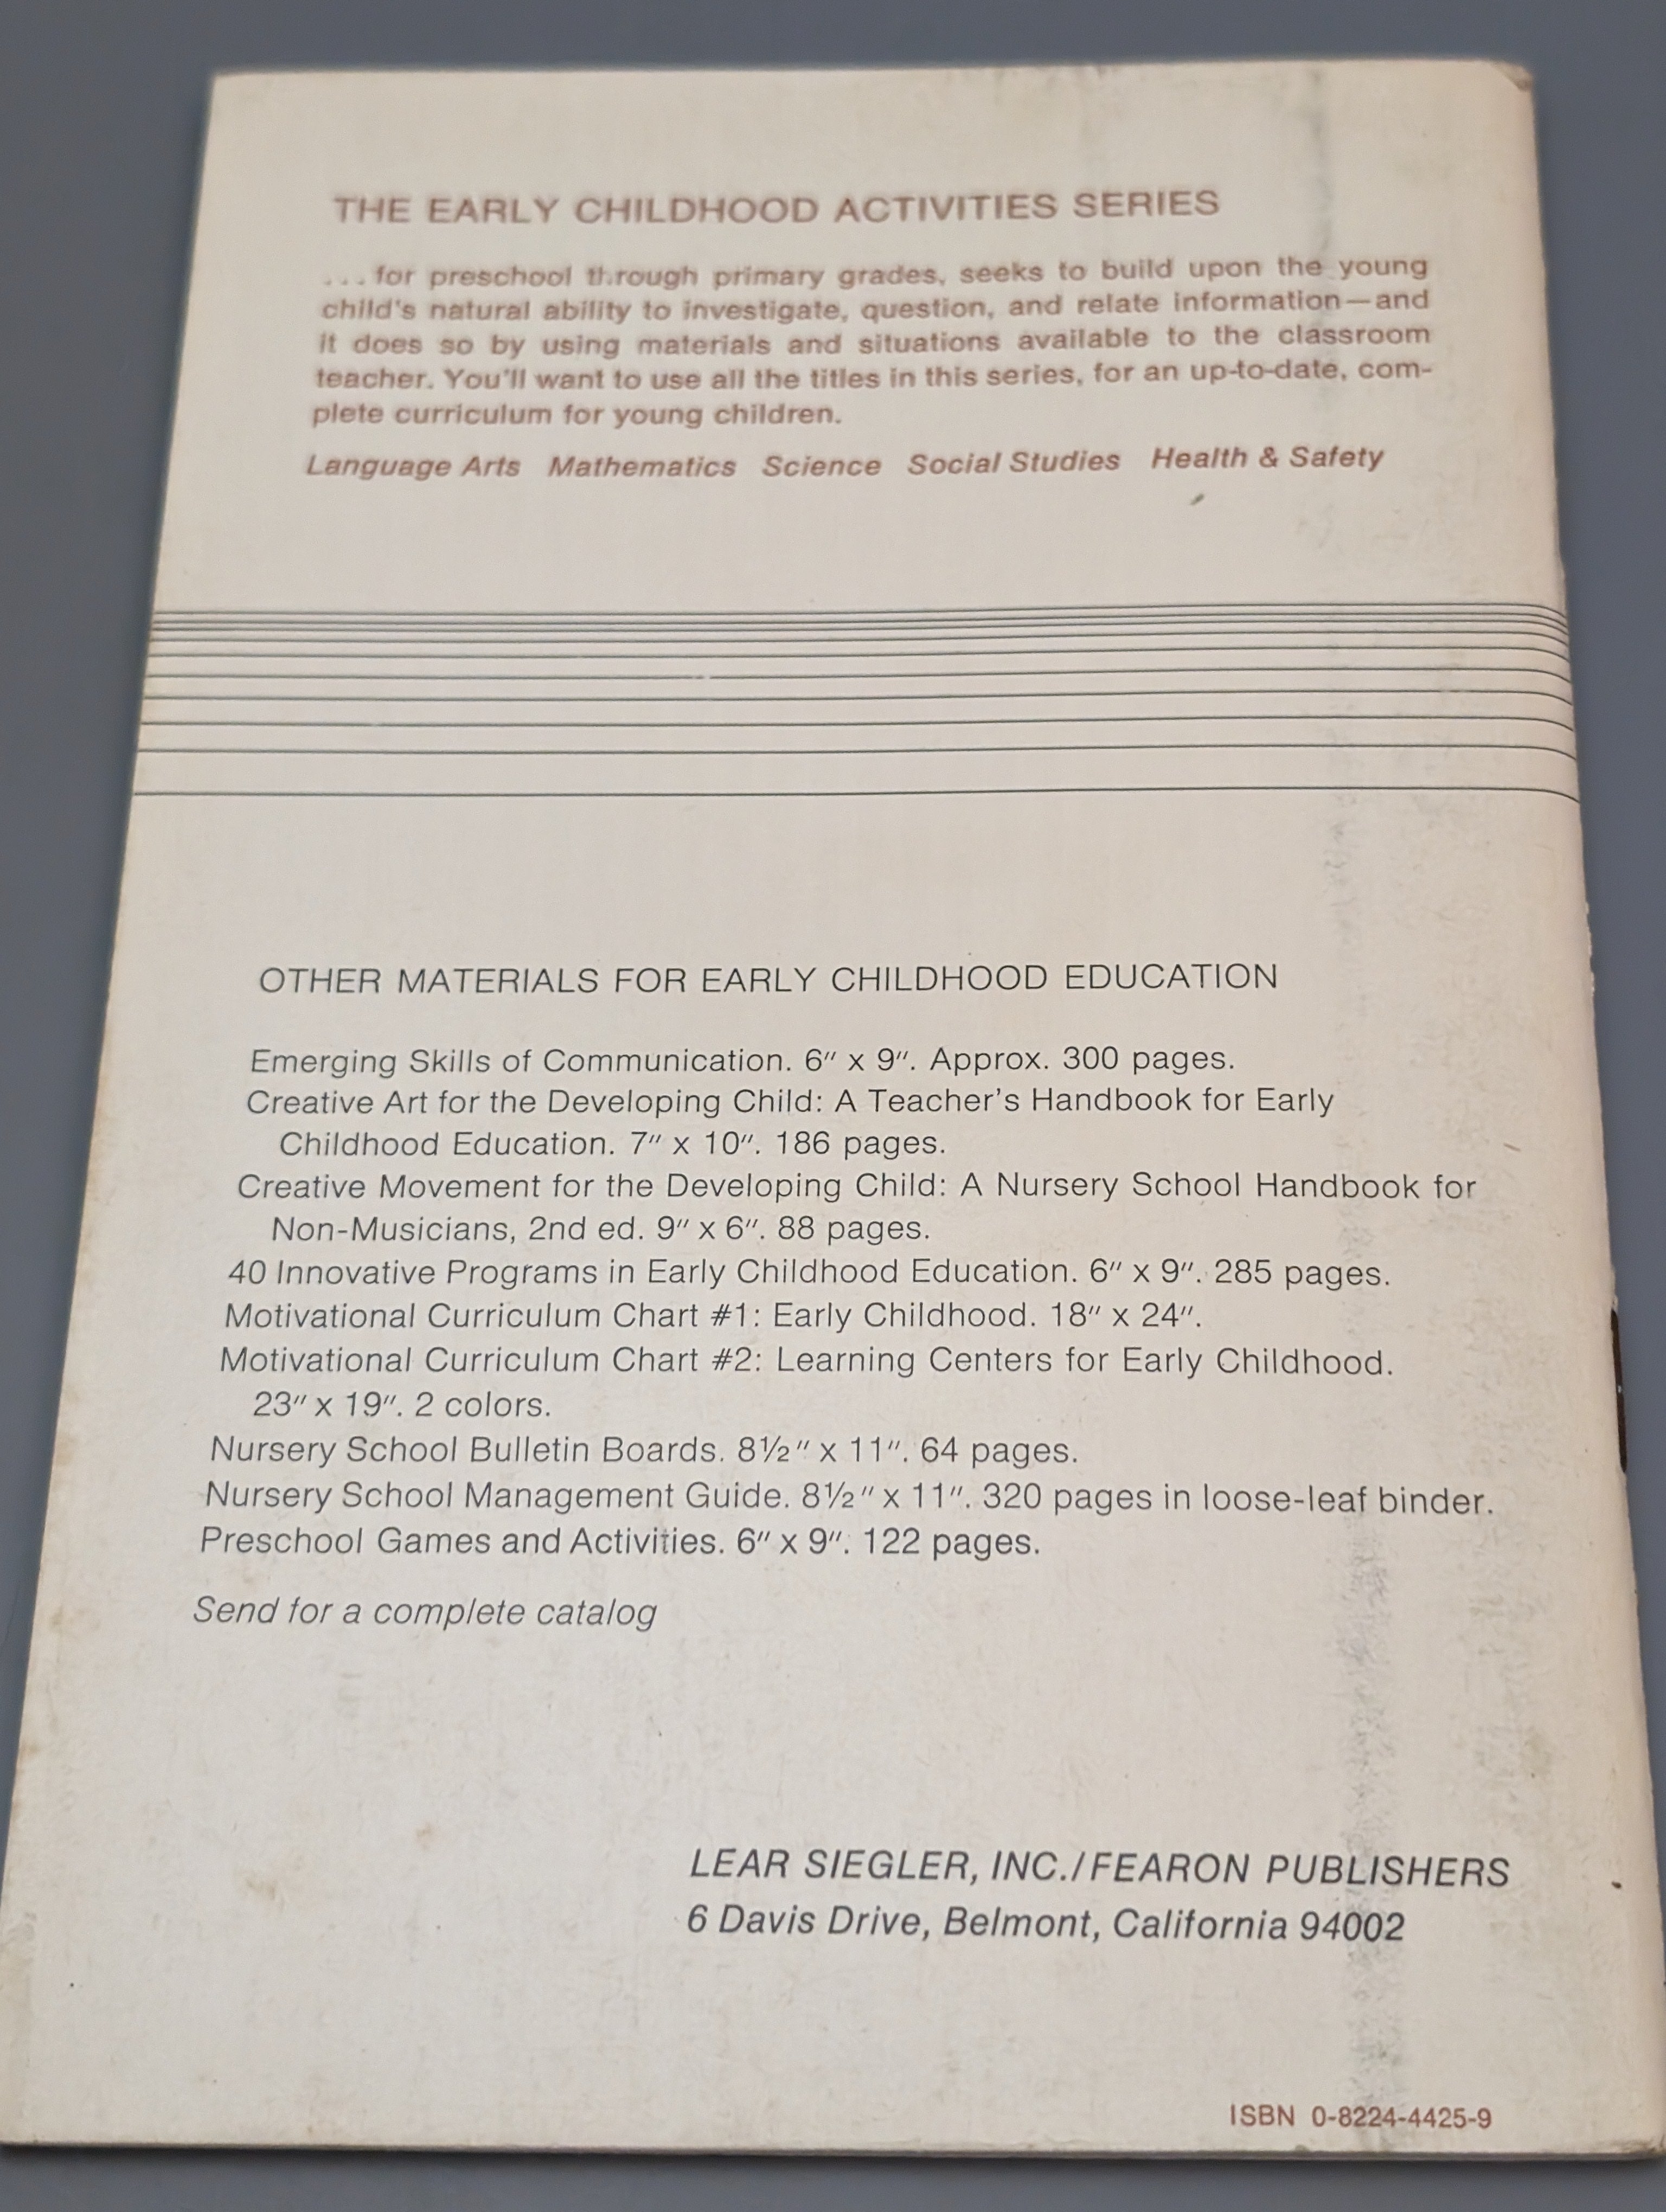 THE EARLY CHILDHOOD ACTIVITIES SERIES
...for preschool through primary grades, seeks to build upon the young
child's natural ability to investigate, question, and relate information—and
it does so by using materials and situations available to the classroom
teacher. You'll want to use all the titles in this series, for an up-to-date, com-
plete curriculum for young children.
Language Arts Mathematics Science Social Studies Health & Safety
OTHER MATERIALS FOR EARLY CHILDHOOD EDUCATION
Emerging Skills of Communication. 6″ x 9″. Approx. 300 pages.
Creative Art for the Developing Child: A Teacher's Handbook for Early
Childhood Education. 7″ x 10″. 186 pages.
Creative Movement for the Developing Child: A Nursery School Handbook for
Non-Musicians, 2nd ed. 9″ x 6″. 88 pages.
40 Innovative Programs in Early Childhood Education. 6″ x 9″. 285 pages.
Motivational Curriculum Chart #1: Early Childhood. 18″ x 24″.
Motivational Curriculum Chart #2: Learning Centers for Early Childhood.
23″ x 19″. 2 colors.
Nursery School Bulletin Boards. 8½″ x 11″. 64 pages.
Nursery School Management Guide. 8½″ x 11″. 320 pages in loose-leaf binder.
Preschool Games and Activities. 6″ x 9″. 122 pages.
Send for a complete catalog
LEAR SIEGLER, INC./FEARON PUBLISHERS
6 Davis Drive, Belmont, California 94002
ISBN 0-8224-4425-9